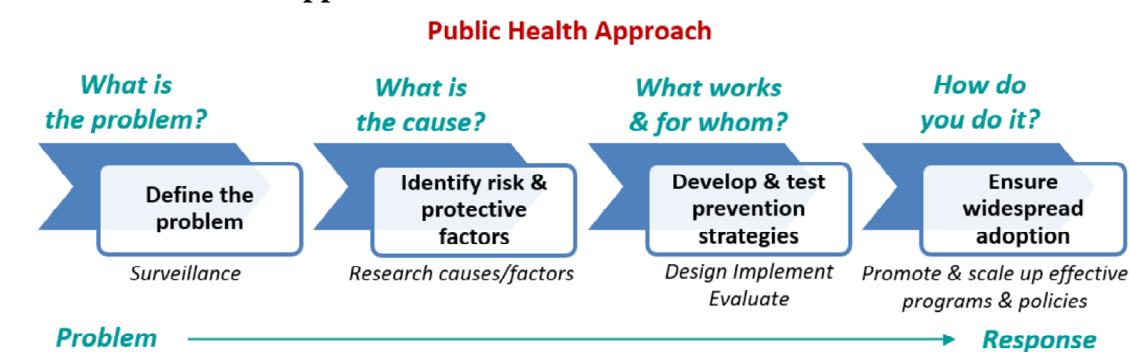 Public Health Approach
What is
the problem?
What is
the cause?
What works
& for whom?
How do
you do it?
Define the
problem
Identify risk &
protective
factors
Develop & test
prevention
strategies
Ensure
widespread
adoption
Surveillance
Research causes/factors
Design Implement
Evaluate
Promote & scale up effective
programs & policies
Problem
Response